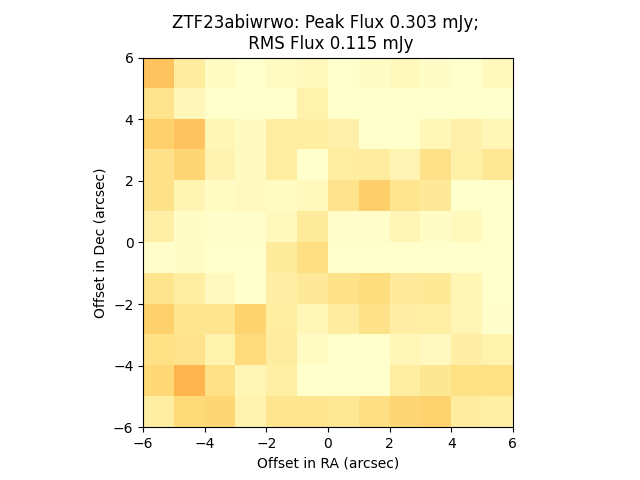 ZTF23abiwrwo: Peak Flux 0.303 mJy;
RMS Flux 0.115 mJy
6
4
2
0
−2
−4
−6
Offset in Dec (arcsec)
−6 −4 −2 0 2 4 6
Offset in RA (arcsec)